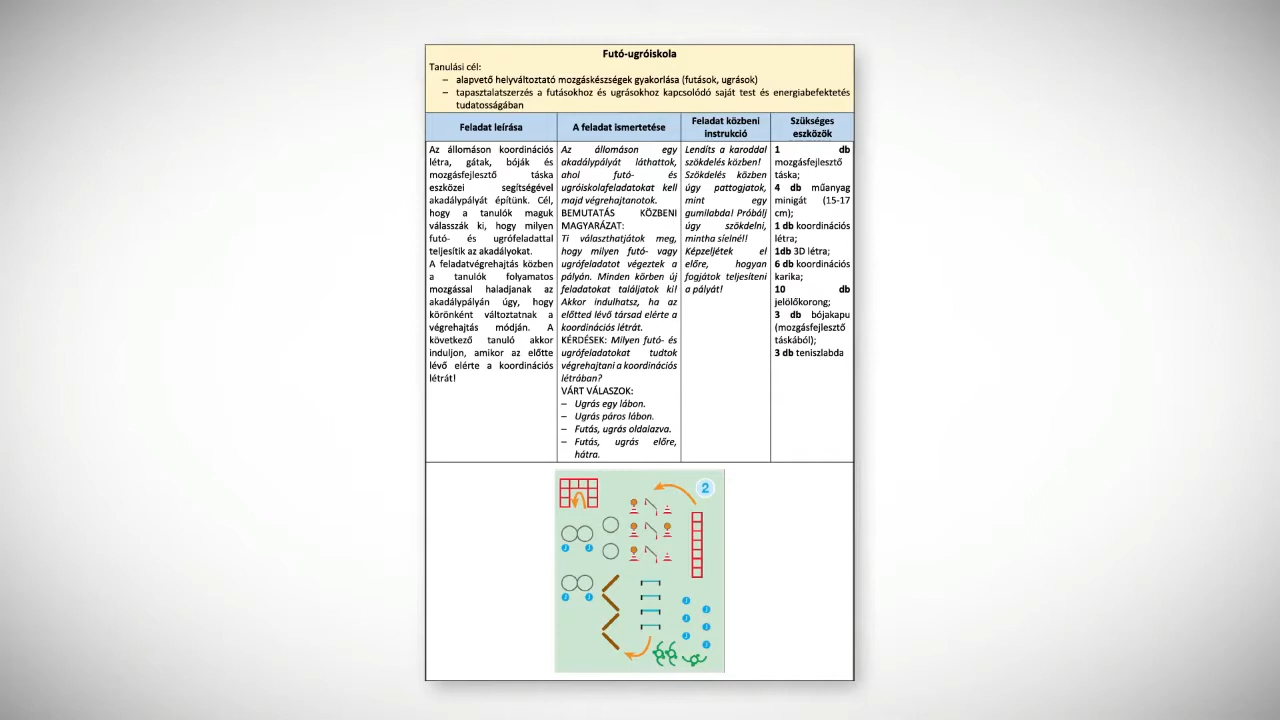 Futó-ugróiskola
Tanulási cél:
– alapvető helyváltoztató mozgáskészségek gyakorlása (futások, ugrások)
– tapasztalatszerzés a futásokhoz és ugrásokhoz kapcsolódó saját test és energiabefektetés
tudatosságában
Feladat leírása
A feladat ismertetése
Feladat közbeni
instrukció
Szükséges
eszközök
Az állomáson koordinációs
létra, gátak, bóják és
mozgásfejlesztő táska
eszközei segítségével
akadálypályát építünk. Cél,
hogy a tanulók maguk
válasszák ki, hogy milyen
futó- és ugrófeladattal
teljesítik az akadályokat.
A feladatvégrehajtás közben
a tanulók folyamatos
mozgással haladjanak az
akadálypályán úgy, hogy
körönként változtatnak a
végrehajtás módján. A
következő tanuló akkor
induljon, amikor az előtte
lévő elérte a koordinációs
létrát!
Az állomáson egy
akadálypályát láthattok,
ahol futó- és
ugróiskolafeladatokat kell
majd végrehajtanotok.
BEMUTATÁS KÖZBENI
MAGYARÁZAT:
Ti választhatjátok meg,
hogy milyen futó- vagy
ugrófeladatot végeztek a
pályán. Minden körben új
feladatokat találjatok ki!
Akkor indulhatsz, ha az
előtted lévő társad elérte a
koordinációs létrát.
KÉRDÉSEK: Milyen futó- és
ugrófeladatokat tudtok
végrehajtani a koordinációs
létrában?
VÁRT VÁLASZOK:
– Ugrás egy lábon.
– Ugrás páros lábon.
– Futás, ugrás oldalazva.
– Futás, ugrás előre,
hátra.
Lendíts a karoddal
szökdelés közben!
Szökdelés közben
úgy pattogjatok,
mint egy
gumilabda! Próbálj
úgy szökdelni,
mintha síelnél!
Képzeljétek el
előre, hogyan
fogjátok teljesíteni
a pályát!
1 db
mozgásfejlesztő
táska;
4 db műanyag
minigát (15-17
cm);
1 db koordinációs
létra;
1db 3D létra;
6 db koordinációs
karika;
10 db
jelölőkorong;
3 db bójakapu
(mozgásfejlesztő
táskából);
3 db teniszlabda
2